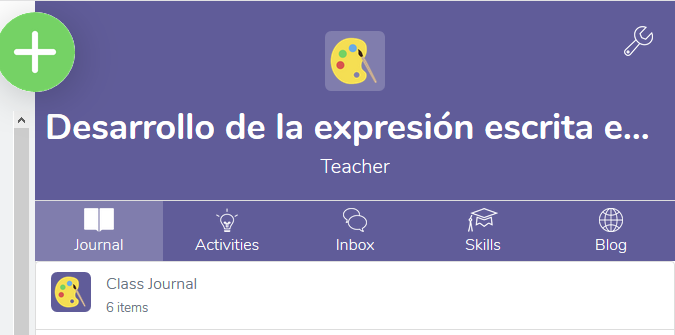 Desarrollo de la expresión escrita e...
Teacher
Journal Activities Inbox Skills Blog
Class Journal
6 items